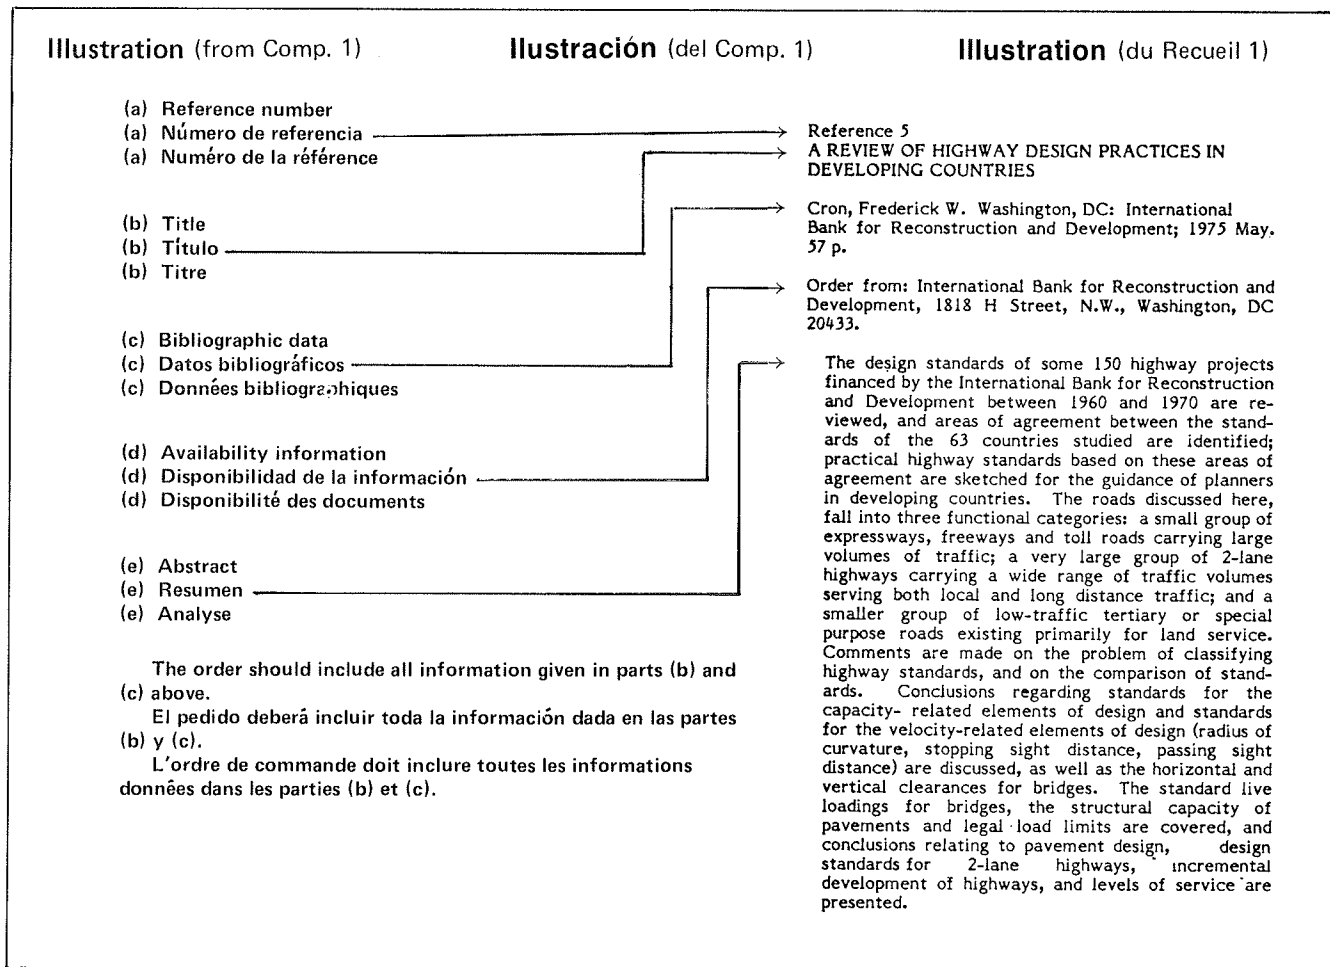 Illustration (from Comp. 1)
Ilustración (del Comp. 1)
Illustration (du Recueil 1)
(a) Reference number
(a) Número de referencia
(a) Numéro de la référence
(b) Title
(b) Título
(b) Titre
(c) Bibliographic data
(c) Datos bibliográficos
(c) Données bibliographiques
(d) Availability information
(d) Disponibilidad de la información
(d) Disponibilité des documents
(e) Abstract
(e) Resumen
(e) Analyse
The order should include all information given in parts (b) and
(c) above.
El pedido deberá incluir toda la información dada en las partes
(b) y (c).
L'ordre de commande doit inclure toutes les informations
données dans les parties (b) et (c).
Reference 5
A REVIEW OF HIGHWAY DESIGN PRACTICES IN
DEVELOPING COUNTRIES
Cron, Frederick W. Washington, DC: International
Bank for Reconstruction and Development; 1975 May.
57 p.
Order from: International Bank for Reconstruction and
Development, 1818 H Street, N.W., Washington, DC
20433.
The design standards of some 150 highway projects
financed by the International Bank for Reconstruction
and Development between 1960 and 1970 are re-
viewed, and areas of agreement between the stand-
ards of the 63 countries studied are identified;
practical highway standards based on these areas of
agreement are sketched for the guidance of planners
in developing countries. The roads discussed here,
fall into three functional categories: a small group of
expressways, freeways and toll roads carrying large
volumes of traffic; a very large group of 2-lane
highways carrying a wide range of traffic volumes
serving both local and long distance traffic; and a
smaller group of low-traffic tertiary or special
purpose roads existing primarily for land service.
Comments are made on the problem of classifying
highway standards, and on the comparison of stand-
ards. Conclusions regarding standards for the
capacity- related elements of design and standards
for the velocity-related elements of design (radius of
curvature, stopping sight distance, passing sight
distance) are discussed, as well as the horizontal and
vertical clearances for bridges. The standard live
loadings for bridges, the structural capacity of
pavements and legal load limits are covered, and
conclusions relating to pavement design, design
standards for 2-lane highways, incremental
development of highways, and levels of service are
presented.